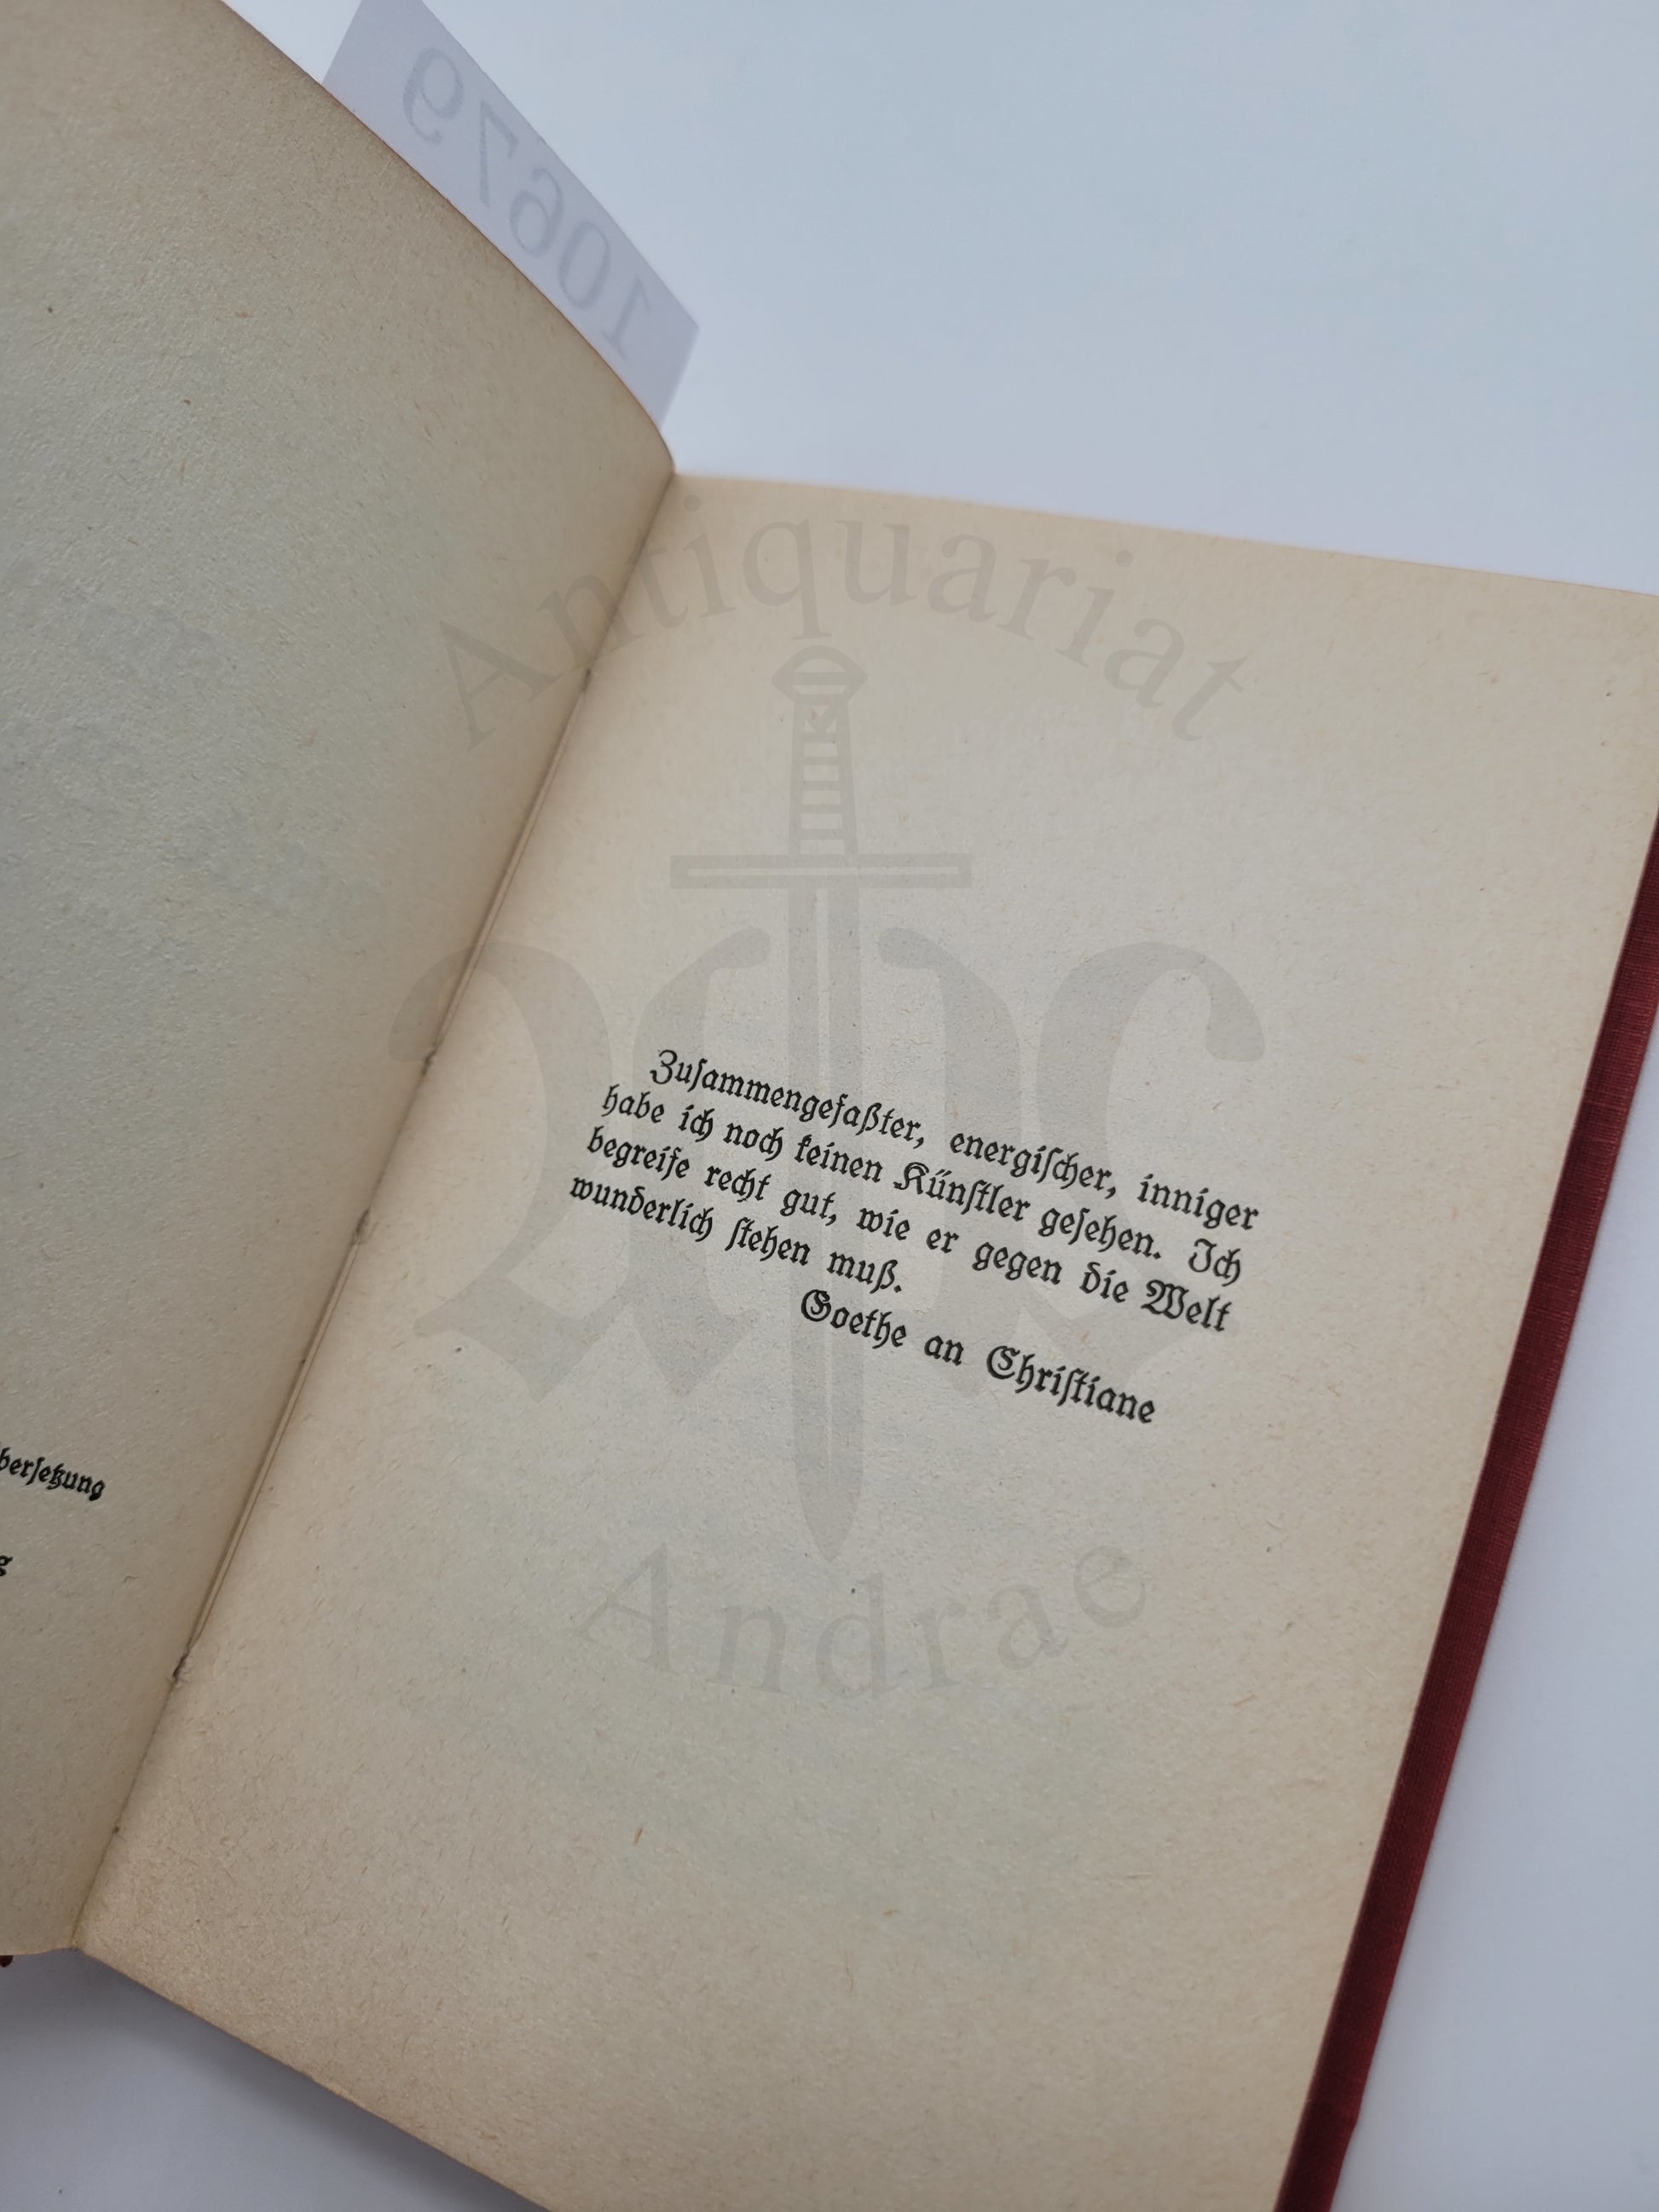 10679
Antiquariat
Zusammengefaßter, energischer, inniger
habe ich noch keinen Künstler gesehen. Ich
begreife recht gut, wie er gegen die Welt
wunderlich stehen muß.
Goethe an Christiane
bersetzung
g
Andrae